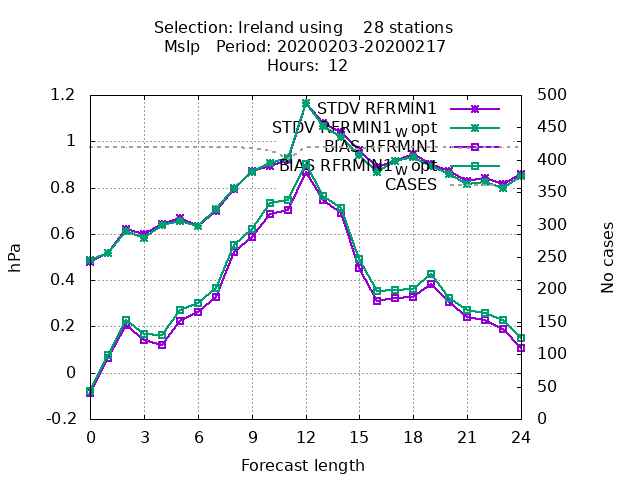 Selection: Ireland using 28 stations
Mslp Period: 20200203-20200217
Hours: 12
1.2
1
0.8
0.6
0.4
0.2
0
-0.2
hPa
STDV RFRMIN1
STDV RFRMIN1_w opt
BIAS RFRMIN1
BIAS RFRMIN1_w opt
CASES
500
450
400
350
300
250
200
150
100
50
0
No cases
0 3 6 9 12 15 18 21 24
Forecast length